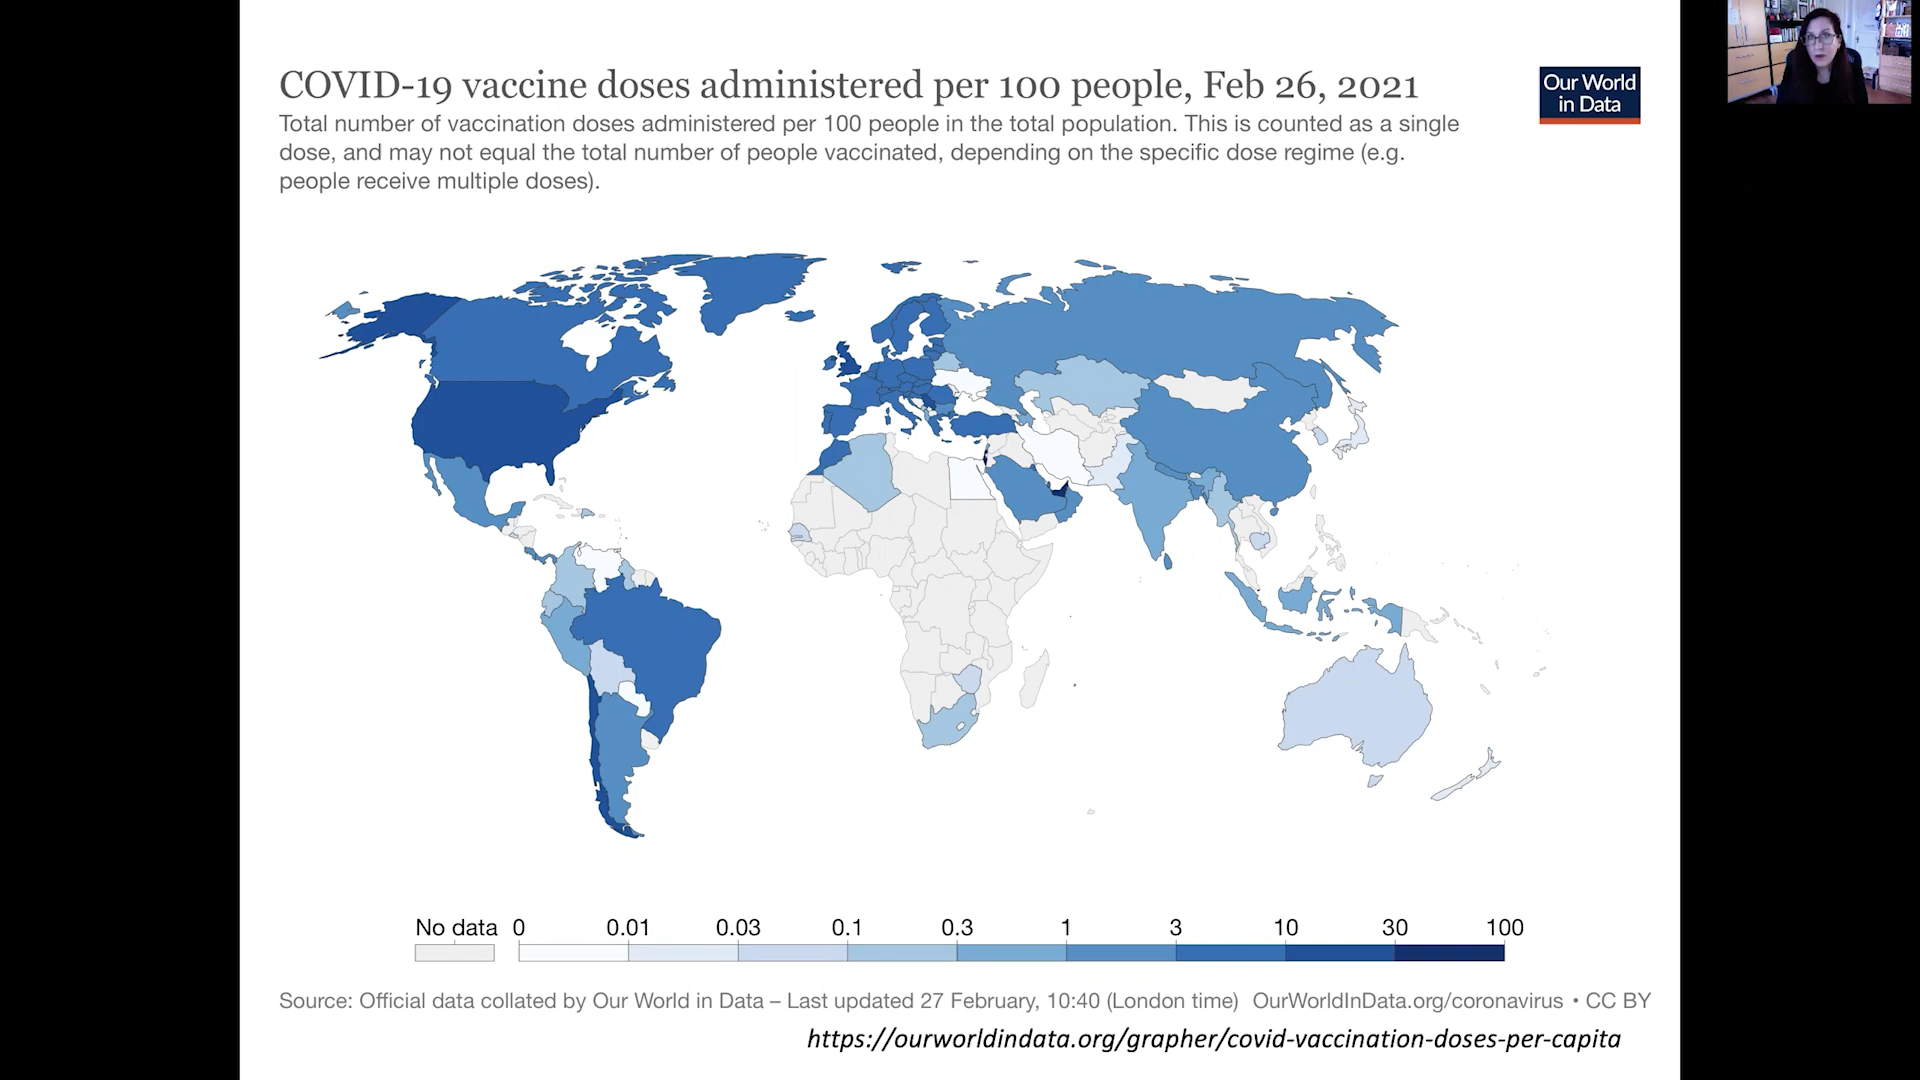 COVID-19 vaccine doses administered per 100 people, Feb 26, 2021
Our World
in Data
Total number of vaccination doses administered per 100 people in the total population. This is counted as a single
dose, and may not equal the total number of people vaccinated, depending on the specific dose regime (e.g.
people receive multiple doses).
No data 0 0.01 0.03 0.1 0.3 1 3 10 30 100
Source: Official data collated by Our World in Data – Last updated 27 February, 10:40 (London time) OurWorldInData.org/coronavirus • CC BY
https://ourworldindata.org/grapher/covid-vaccination-doses-per-capita